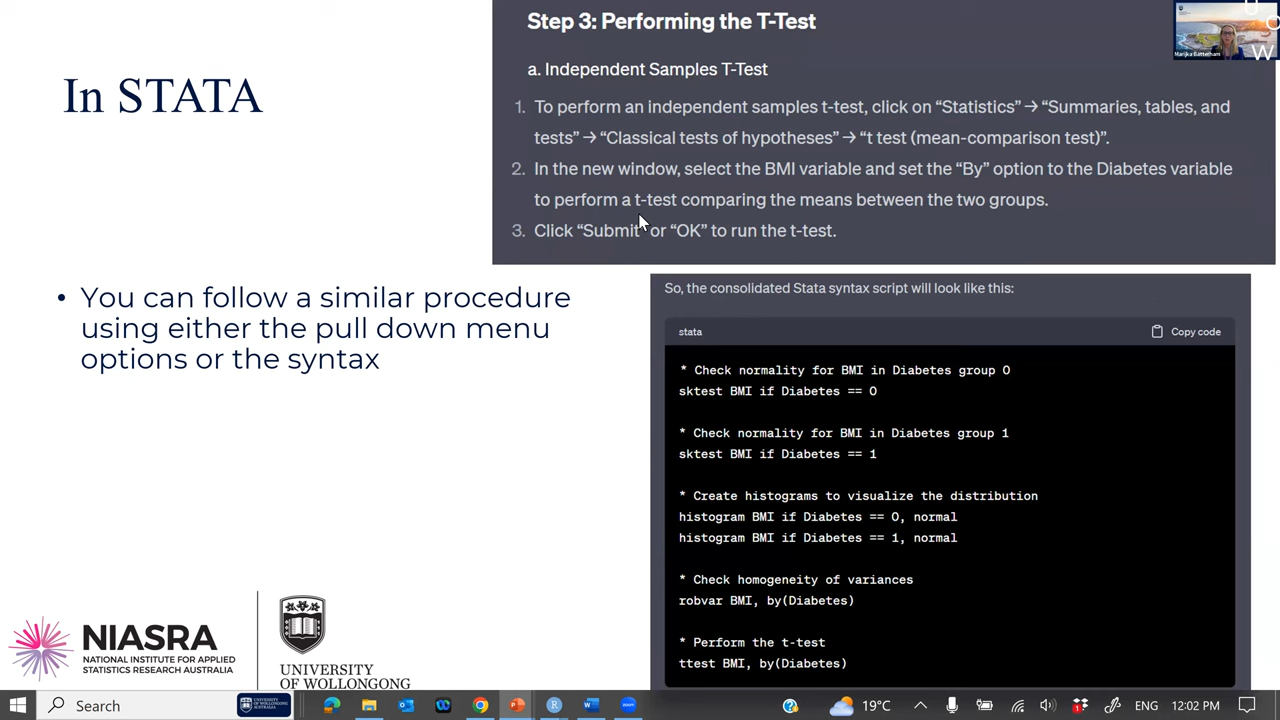 Step 3: Performing the T-Test
a. Independent Samples T-Test
1. To perform an independent samples t-test, click on “Statistics” → “Summaries, tables, and
tests” → “Classical tests of hypotheses” → “t test (mean-comparison test)”.
2. In the new window, select the BMI variable and set the “By” option to the Diabetes variable
to perform a t-test comparing the means between the two groups.
3. Click “Submit” or “OK” to run the t-test.
Marijka Batterham
In STATA
• You can follow a similar procedure
using either the pull down menu
options or the syntax
So, the consolidated Stata syntax script will look like this:
stata
Copy code
* Check normality for BMI in Diabetes group 0
sktest BMI if Diabetes == 0
* Check normality for BMI in Diabetes group 1
sktest BMI if Diabetes == 1
* Create histograms to visualize the distribution
histogram BMI if Diabetes == 0, normal
histogram BMI if Diabetes == 1, normal
* Check homogeneity of variances
robvar BMI, by(Diabetes)
* Perform the t-test
ttest BMI, by(Diabetes)
NIASRA
NATIONAL INSTITUTE FOR APPLIED
STATISTICS RESEARCH AUSTRALIA
UNIVERSITY
OF WOLLONGONG
Search
19°C
ENG
12:02 PM